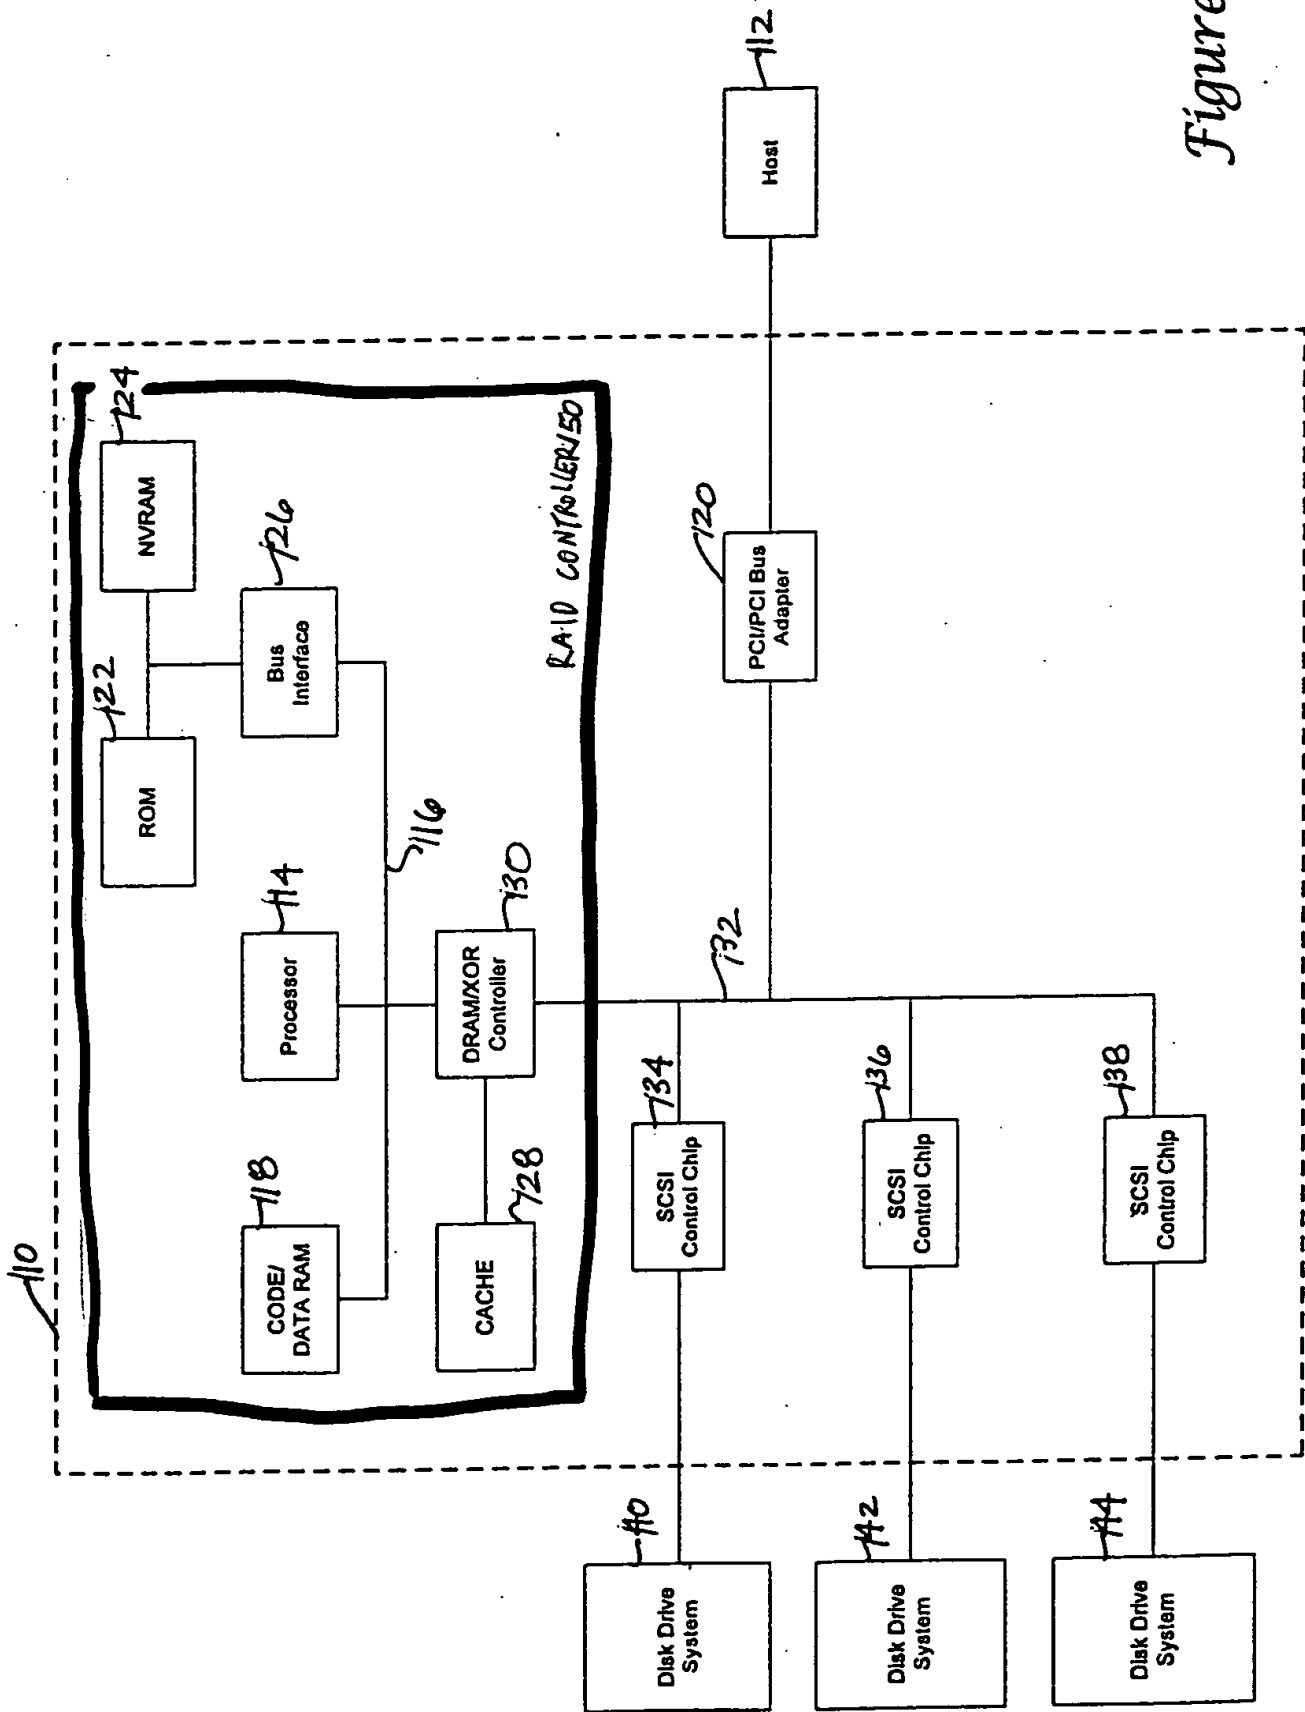 110
RAID CONTROLLER 150
ROM
122
NVRAM
124
CODE/
DATA RAM
118
Processor
114
Bus
Interface
126
116
CACHE
128
DRAM/XOR
Controller
130
132
SCSI
Control Chip
134
PCI/PCI Bus
Adapter
120
Host
112
Disk Drive
System
140
SCSI
Control Chip
136
Disk Drive
System
142
SCSI
Control Chip
138
Disk Drive
System
144
Figure